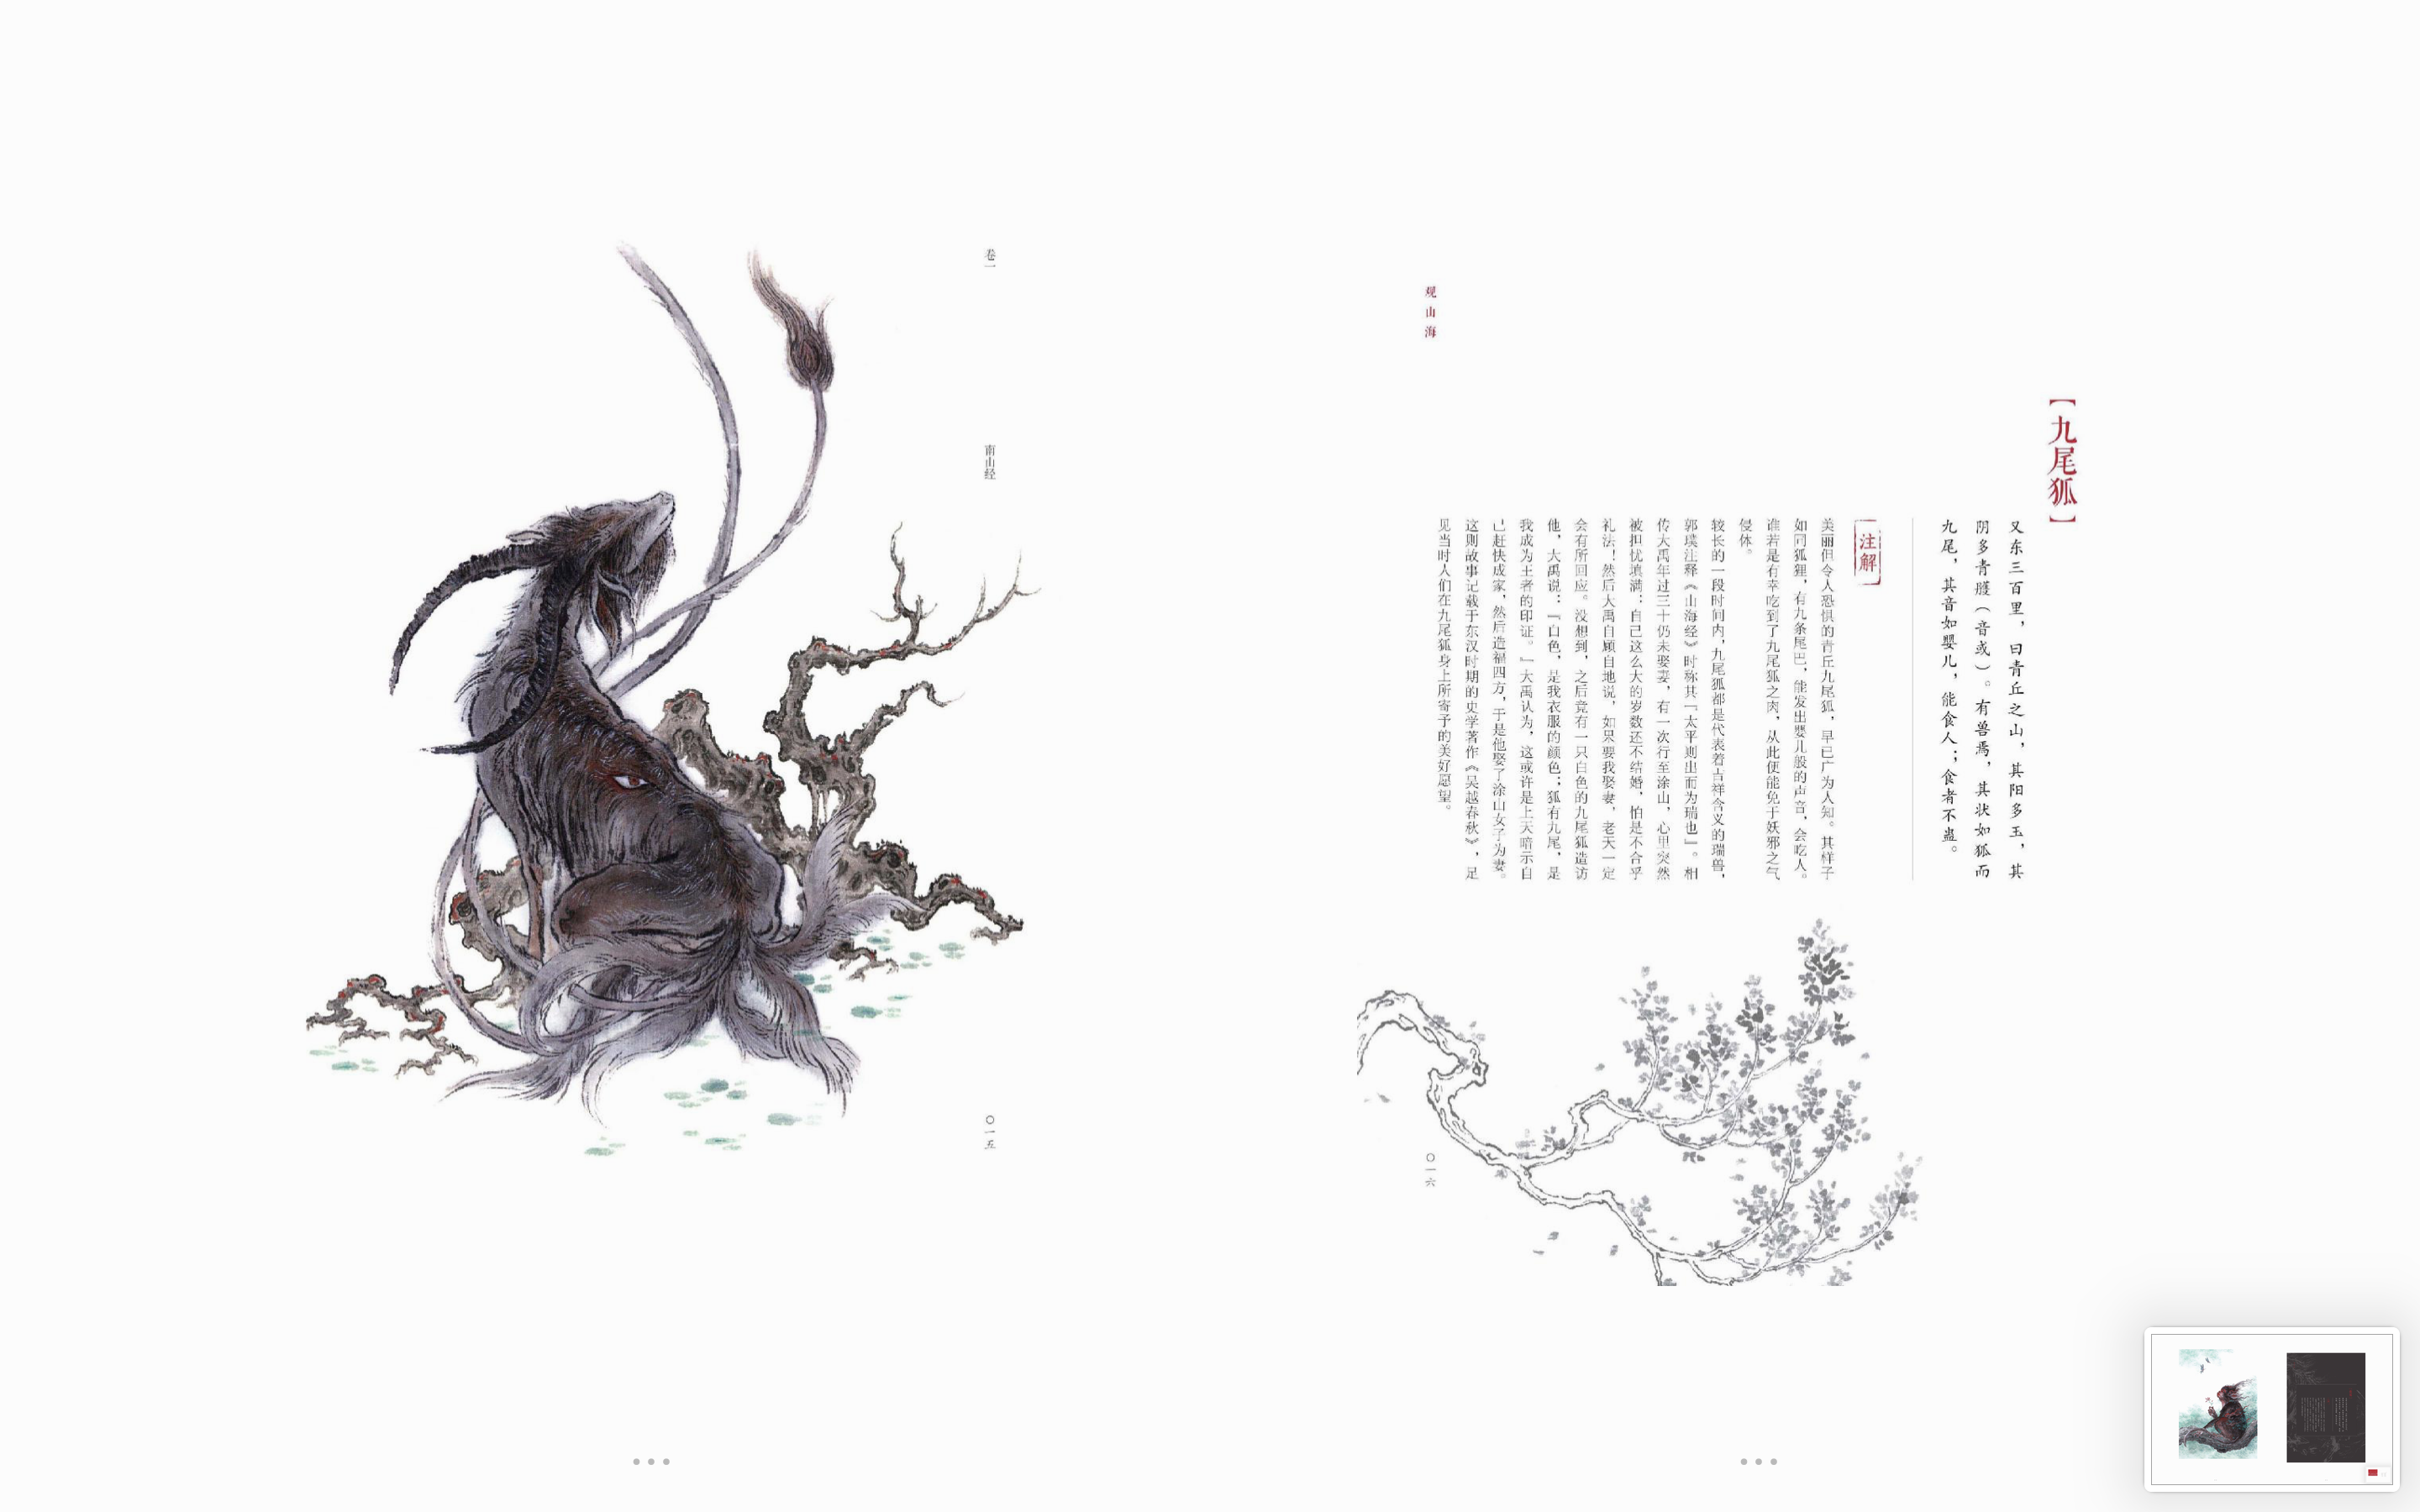 卷一
南山经
〇一五
观山海
【九尾狐】
又东三百里，曰青丘之山，其阳多玉，其
阴多青雘（音或）。有兽焉，其状如狐而
九尾，其音如婴儿，能食人；食者不蛊。
注解
美丽但令人恐惧的青丘九尾狐，早已广为人知。其样子
如同狐狸，有九条尾巴，能发出婴儿般的声音，会吃人。
谁若是有幸吃到了九尾狐之肉，从此便能免于妖邪之气
侵体。
较长的一段时间内，九尾狐都是代表着吉祥含义的瑞兽，
郭璞注释《山海经》时称其「太平则出而为瑞也」。相
传大禹年过三十仍未娶妻，有一次行至涂山，心里突然
被担忧填满：自己这么大的岁数还不结婚，怕是不合乎
礼法！然后大禹自顾自地说，如果要我娶妻，老天一定
会有所回应。没想到，之后竟有一只白色的九尾狐造访
他，大禹说：『白色，是我衣服的颜色；狐有九尾，是
我成为王者的印证。』大禹认为，这或许是上天暗示自
己赶快成家，然后造福四方，于是他娶了涂山女子为妻。
这则故事记载于东汉时期的史学著作《吴越春秋》，足
见当时人们在九尾狐身上所寄予的美好愿望。
〇一六